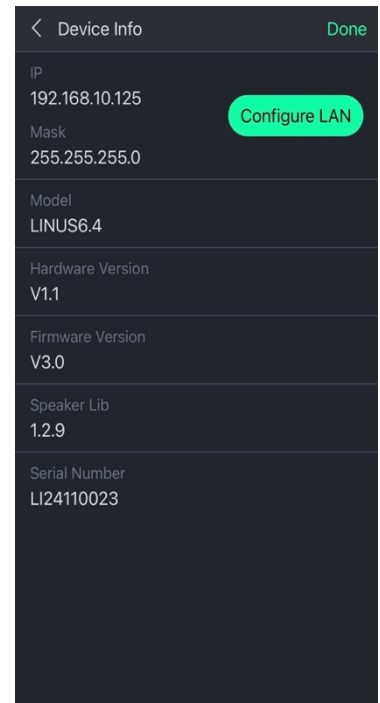 Device Info
Done
IP
192.168.10.125
Configure LAN
Mask
255.255.255.0
Model
LINUS6.4
Hardware Version
V1.1
Firmware Version
V3.0
Speaker Lib
1.2.9
Serial Number
LI24110023